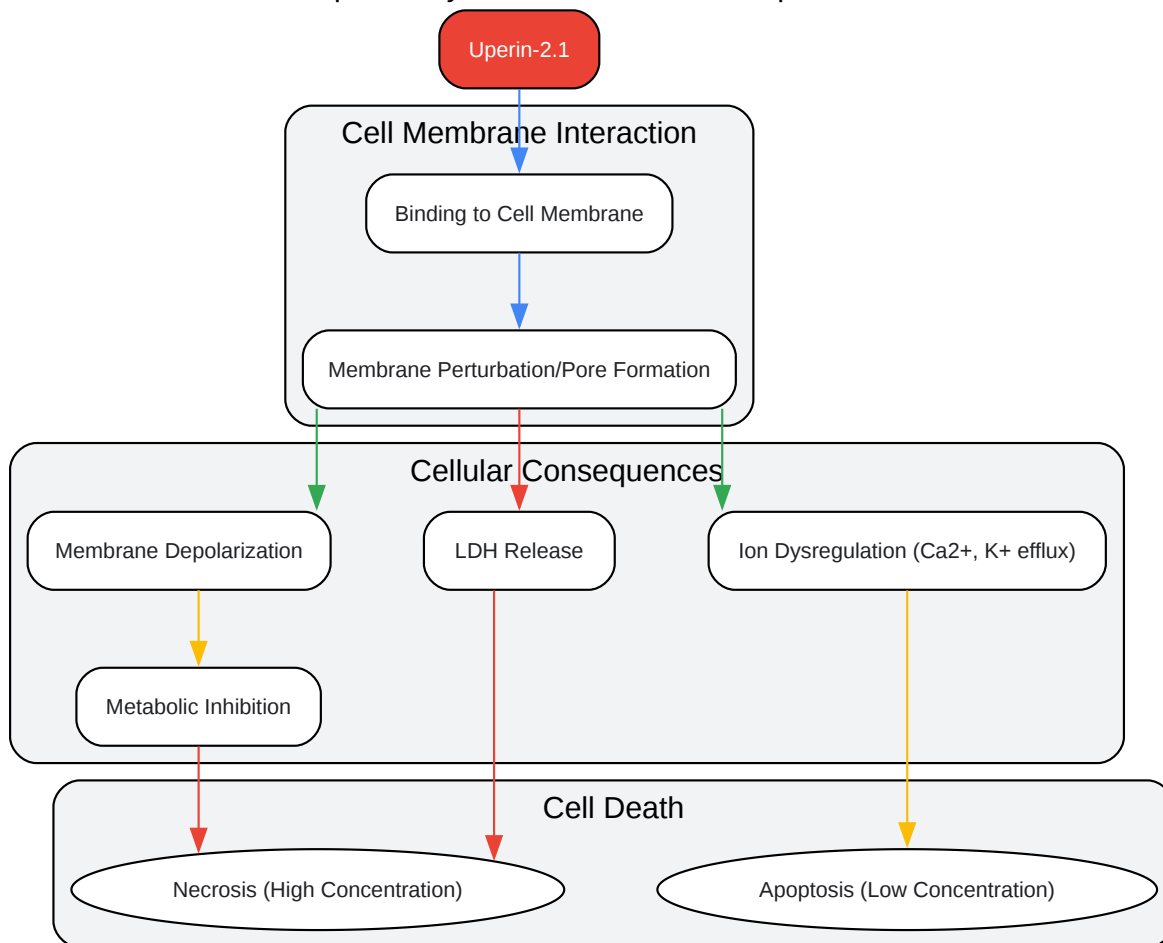 Uperin-2.1
Cell Membrane Interaction
Binding to Cell Membrane
Membrane Perturbation/Pore Formation
Cellular Consequences
Membrane Depolarization
LDH Release
Ion Dysregulation (Ca2+, K+ efflux)
Metabolic Inhibition
Cell Death
Necrosis (High Concentration)
Apoptosis (Low Concentration)